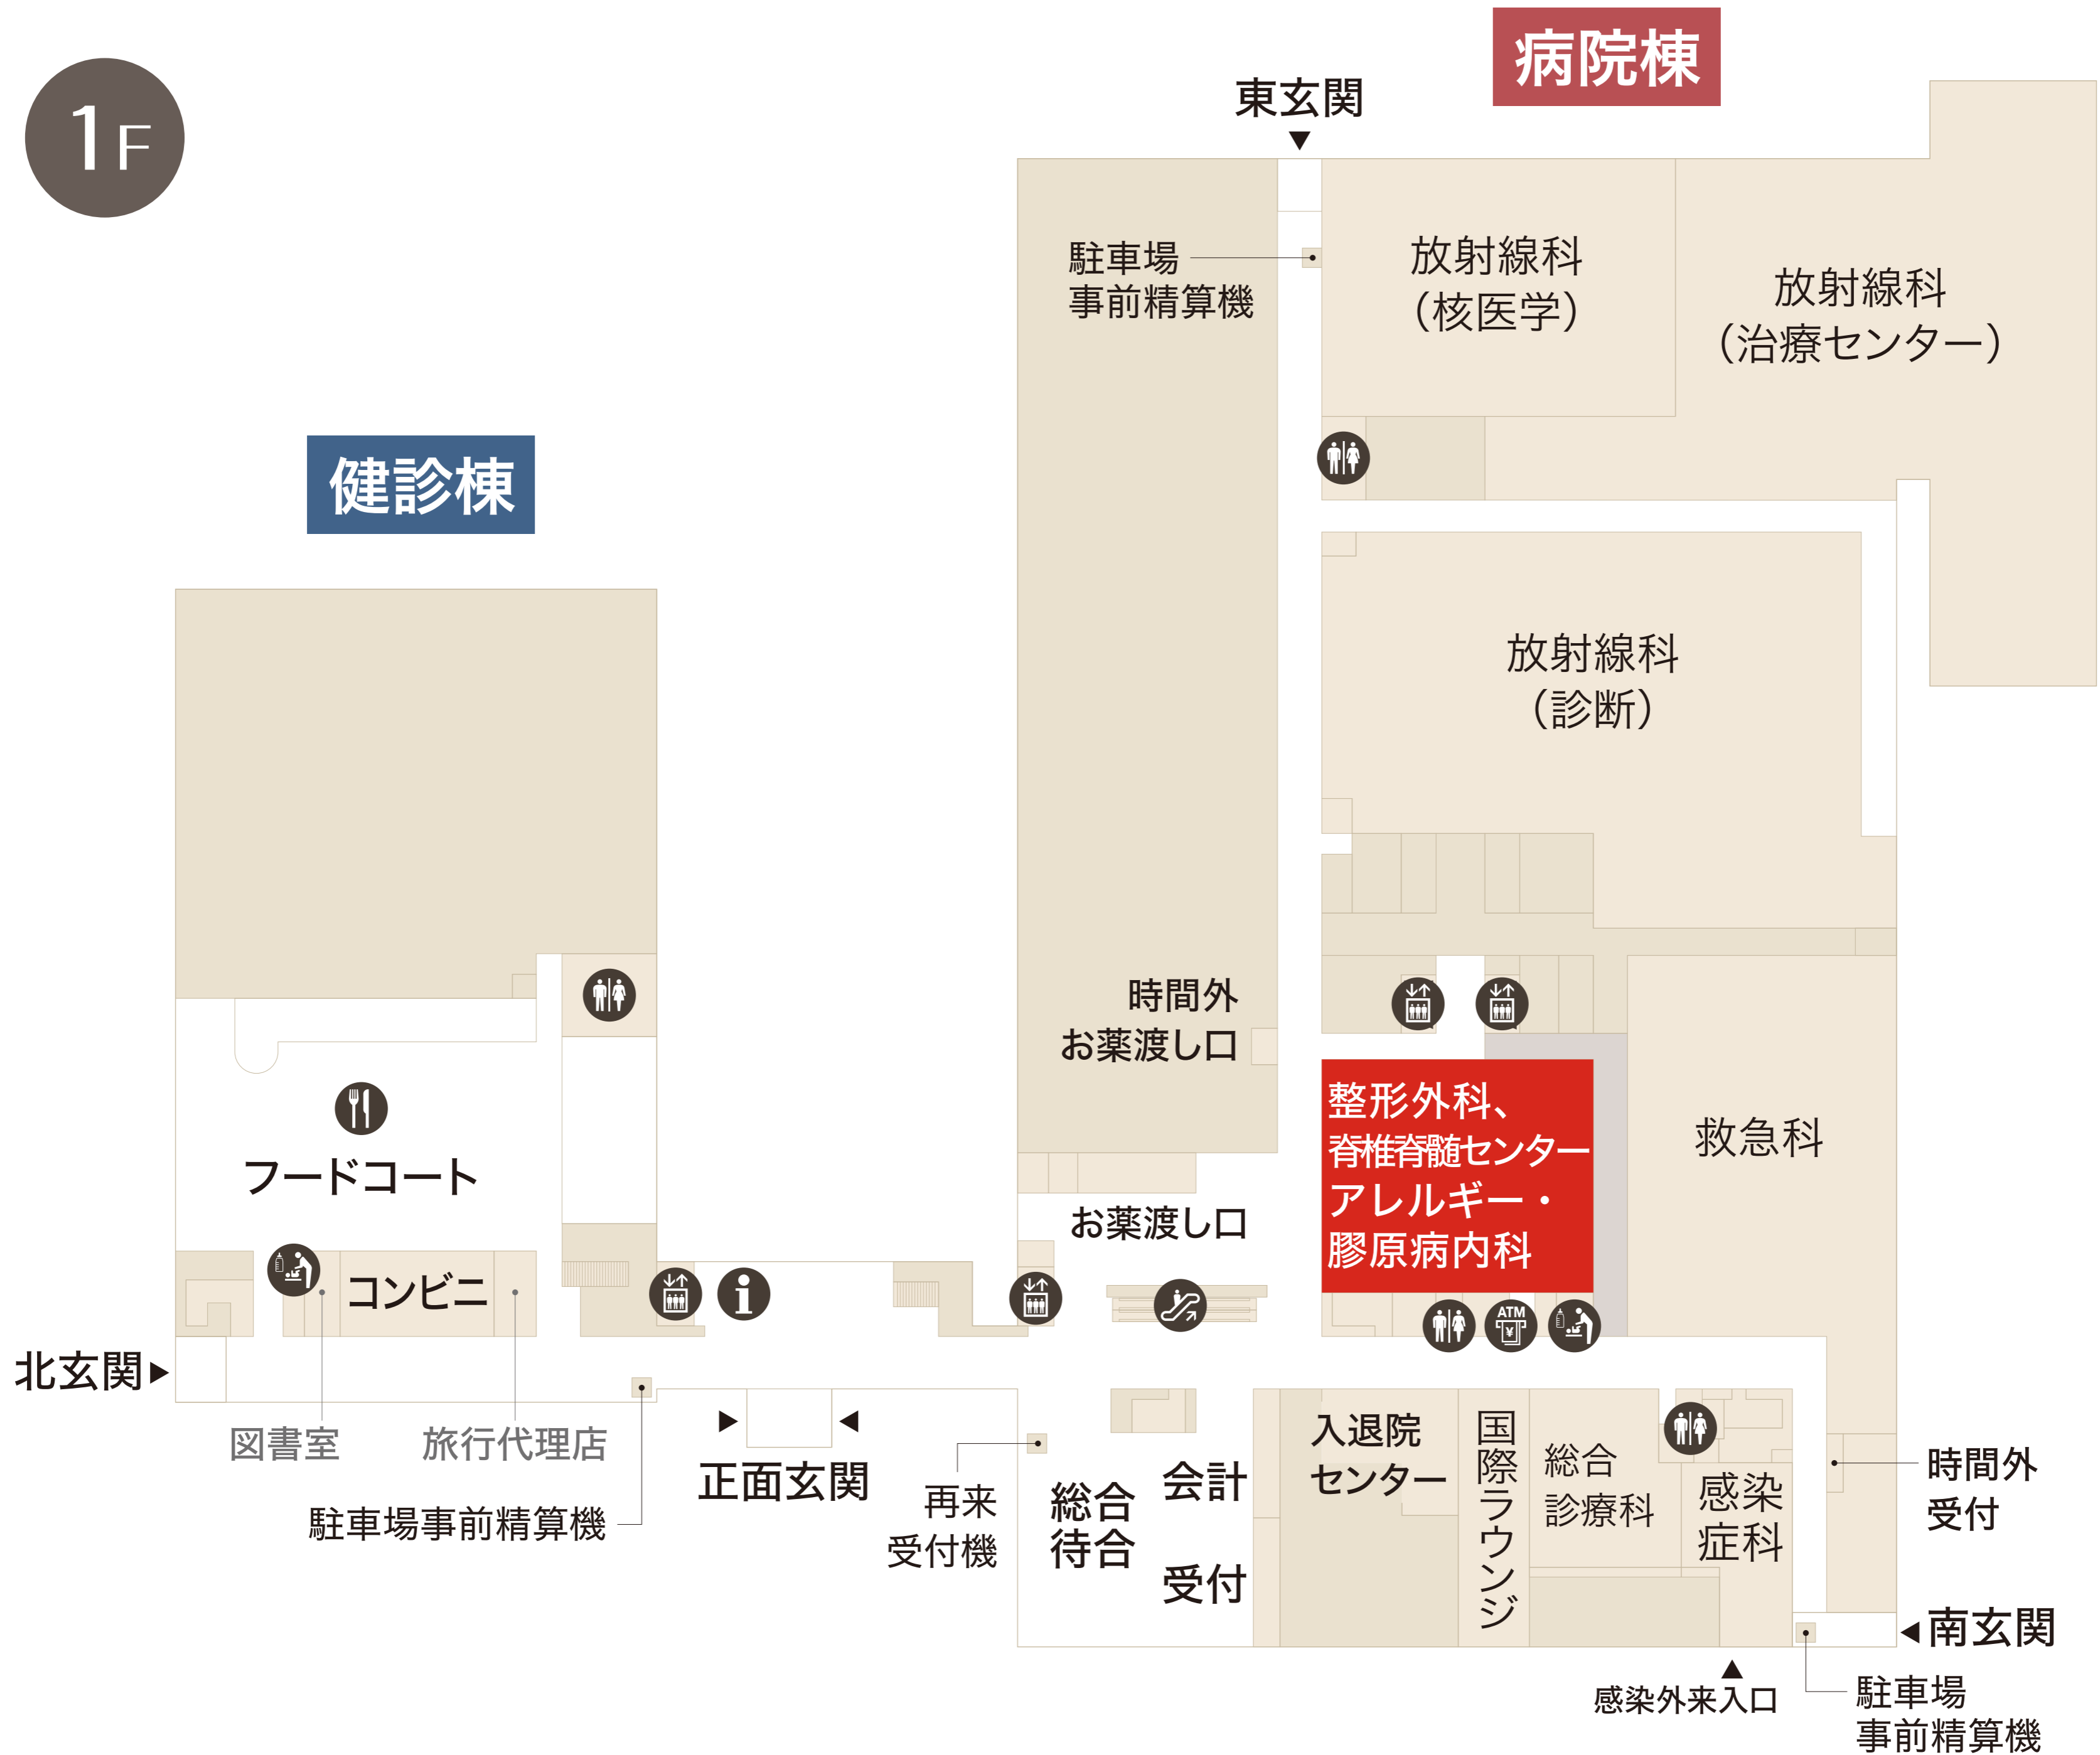 1F
病院棟
東玄関
駐車場
事前精算機
放射線科
（核医学）
放射線科
（治療センター）
健診棟
放射線科
（診断）
時間外
お薬渡し口
整形外科、
脊椎脊髄センター
アレルギー・
膠原病内科
救急科
フードコート
お薬渡し口
コンビニ
ATM
¥
北玄関
図書室
旅行代理店
駐車場事前精算機
正面玄関
再来
受付機
総合
待合
会計
受付
入退院
センター
国際ラウンジ
総合
診療科
感染
症科
時間外
受付
南玄関
感染外来入口
駐車場
事前精算機